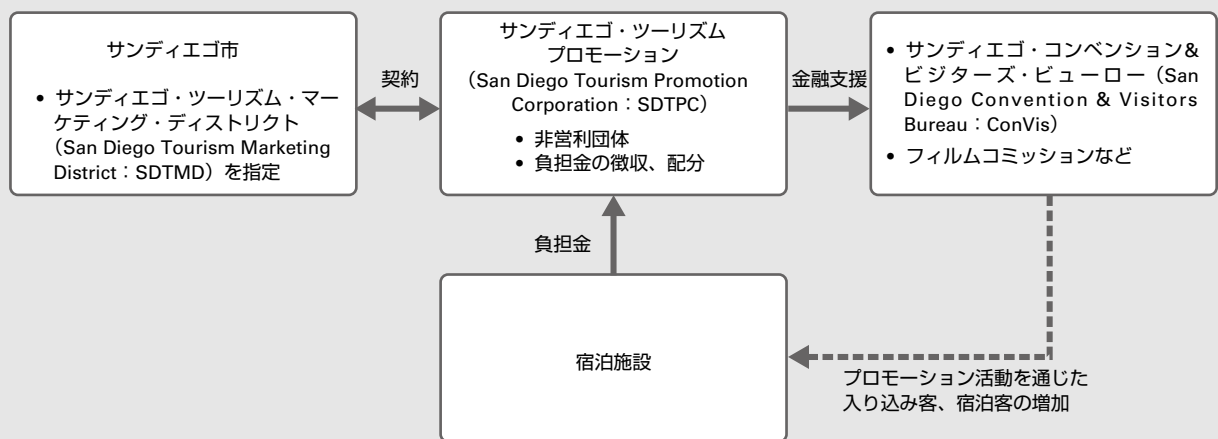 サンディエゴ市
• サンディエゴ・ツーリズム・マー
ケティング・ディストリクト
（San Diego Tourism Marketing
District：SDTMD）を指定
契約
サンディエゴ・ツーリズム
プロモーション
（San Diego Tourism Promotion
Corporation：SDTPC）
• 非営利団体
• 負担金の徴収、配分
金融支援
• サンディエゴ・コンベンション＆
ビジターズ・ビューロー（San
Diego Convention & Visitors
Bureau：ConVis）
• フィルムコミッションなど
負担金
宿泊施設
プロモーション活動を通じた
入り込み客、宿泊客の増加